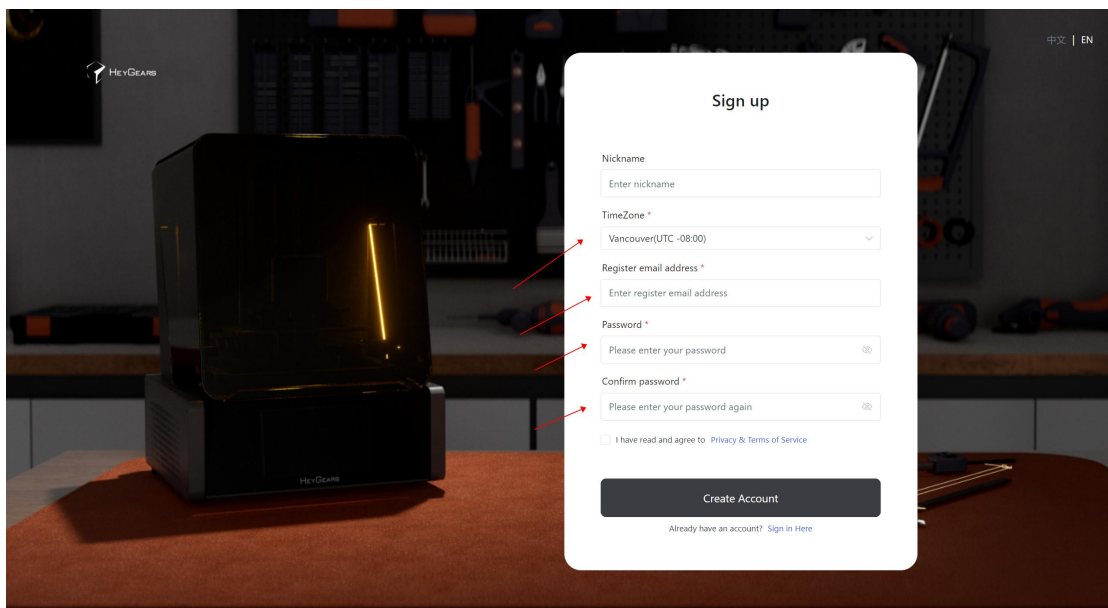 HEYGEARS
中文 | EN
Sign up
Nickname
Enter nickname
TimeZone *
Vancouver(UTC -08:00)
Register email address *
Enter register email address
Password *
Please enter your password
Confirm password *
Please enter your password again
I have read and agree to Privacy & Terms of Service
Create Account
Already have an account? Sign in Here
HEYGEARS